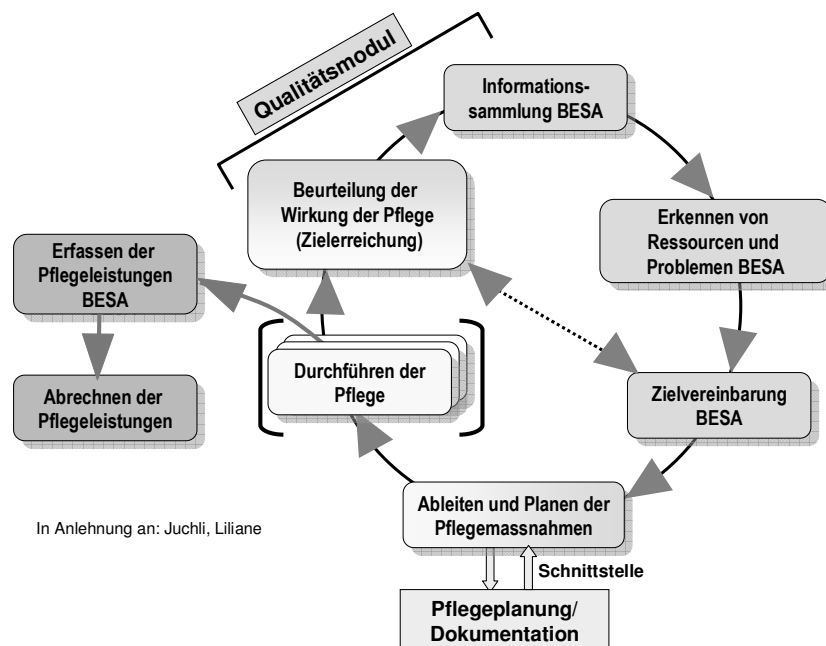 Qualitätsmodul
Informations-
sammlung BESA
Beurteilung der
Wirkung der Pflege
(Zielerreichung)
Erkennen von
Ressourcen und
Problemen BESA
Erfassen der
Pflegeleistungen
BESA
Durchführen der
Pflege
Zielvereinbarung
BESA
Abrechnen der
Pflegeleistungen
Ableiten und Planen der
Pflegemassnahmen
In Anlehnung an: Juchli, Liliane
Schnittstelle
Pflegeplanung/
Dokumentation